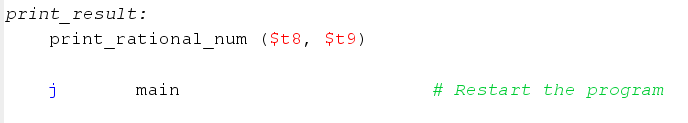 print_result:
print_rational_num ($t8, $t9)
j main # Restart the program